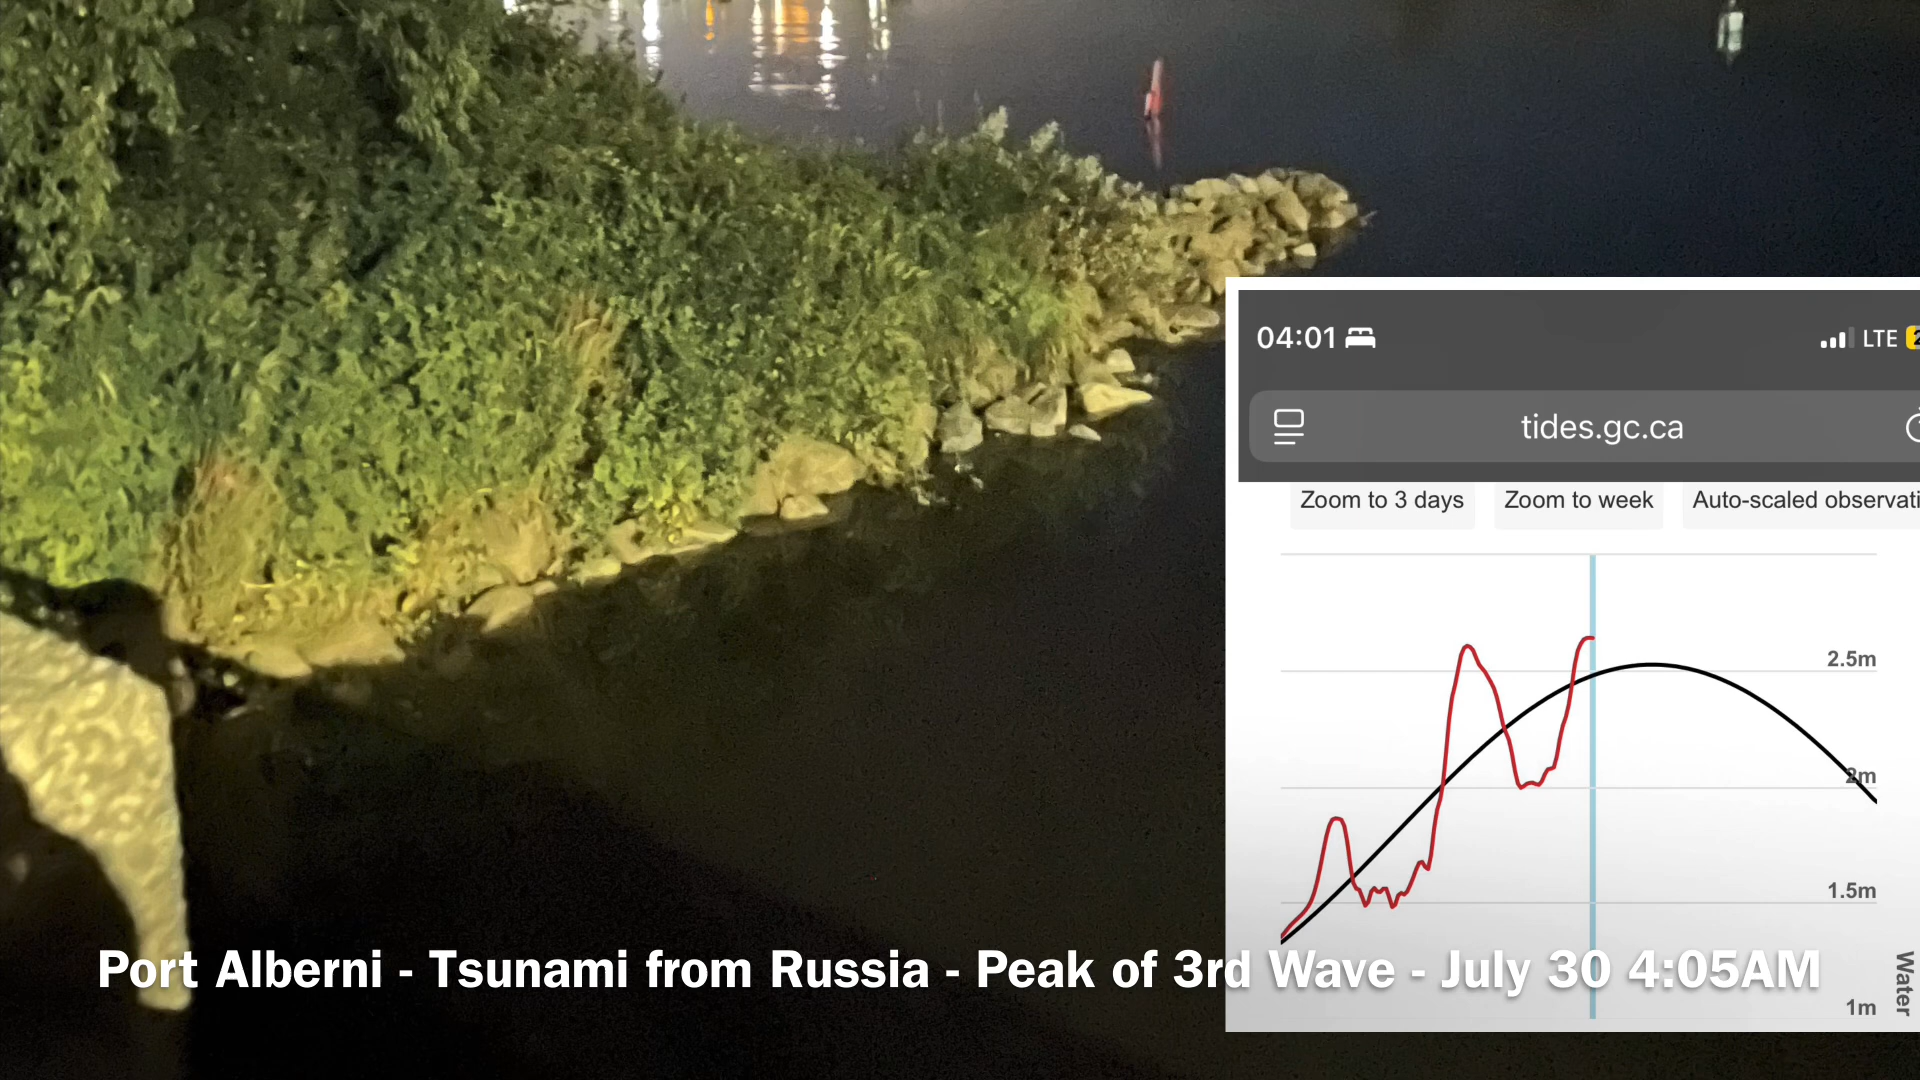 04:01
LTE
tides.gc.ca
Zoom to 3 days
Zoom to week
Auto-scaled observati
2.5m
2m
1.5m
1m
Water
Port Alberni - Tsunami from Russia - Peak of 3rd Wave - July 30 4:05AM